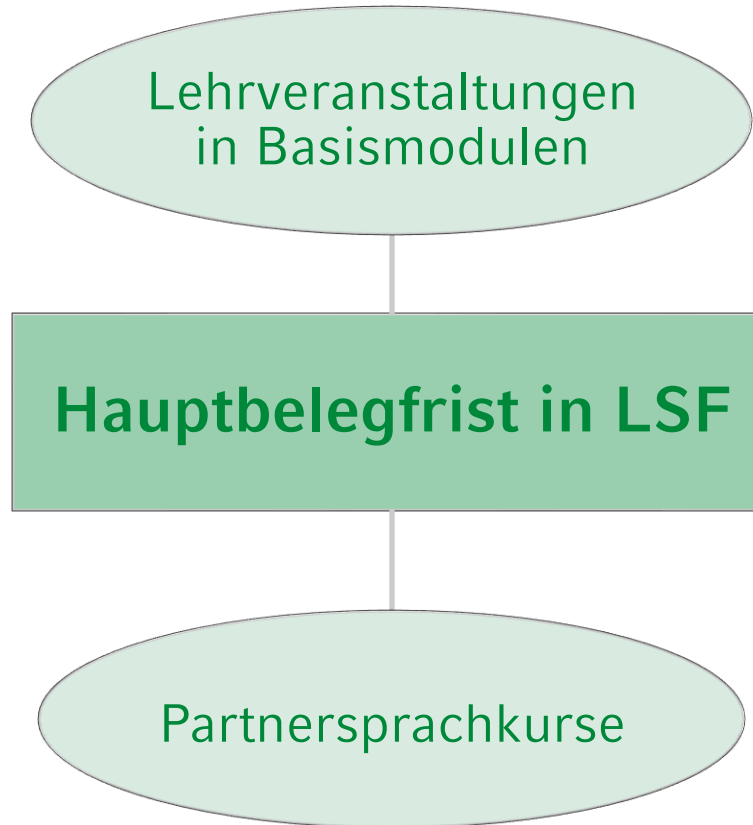 Lehrveranstaltungen
in Basismodulen
Hauptbelegfrist in LSF
Partnersprachkurse